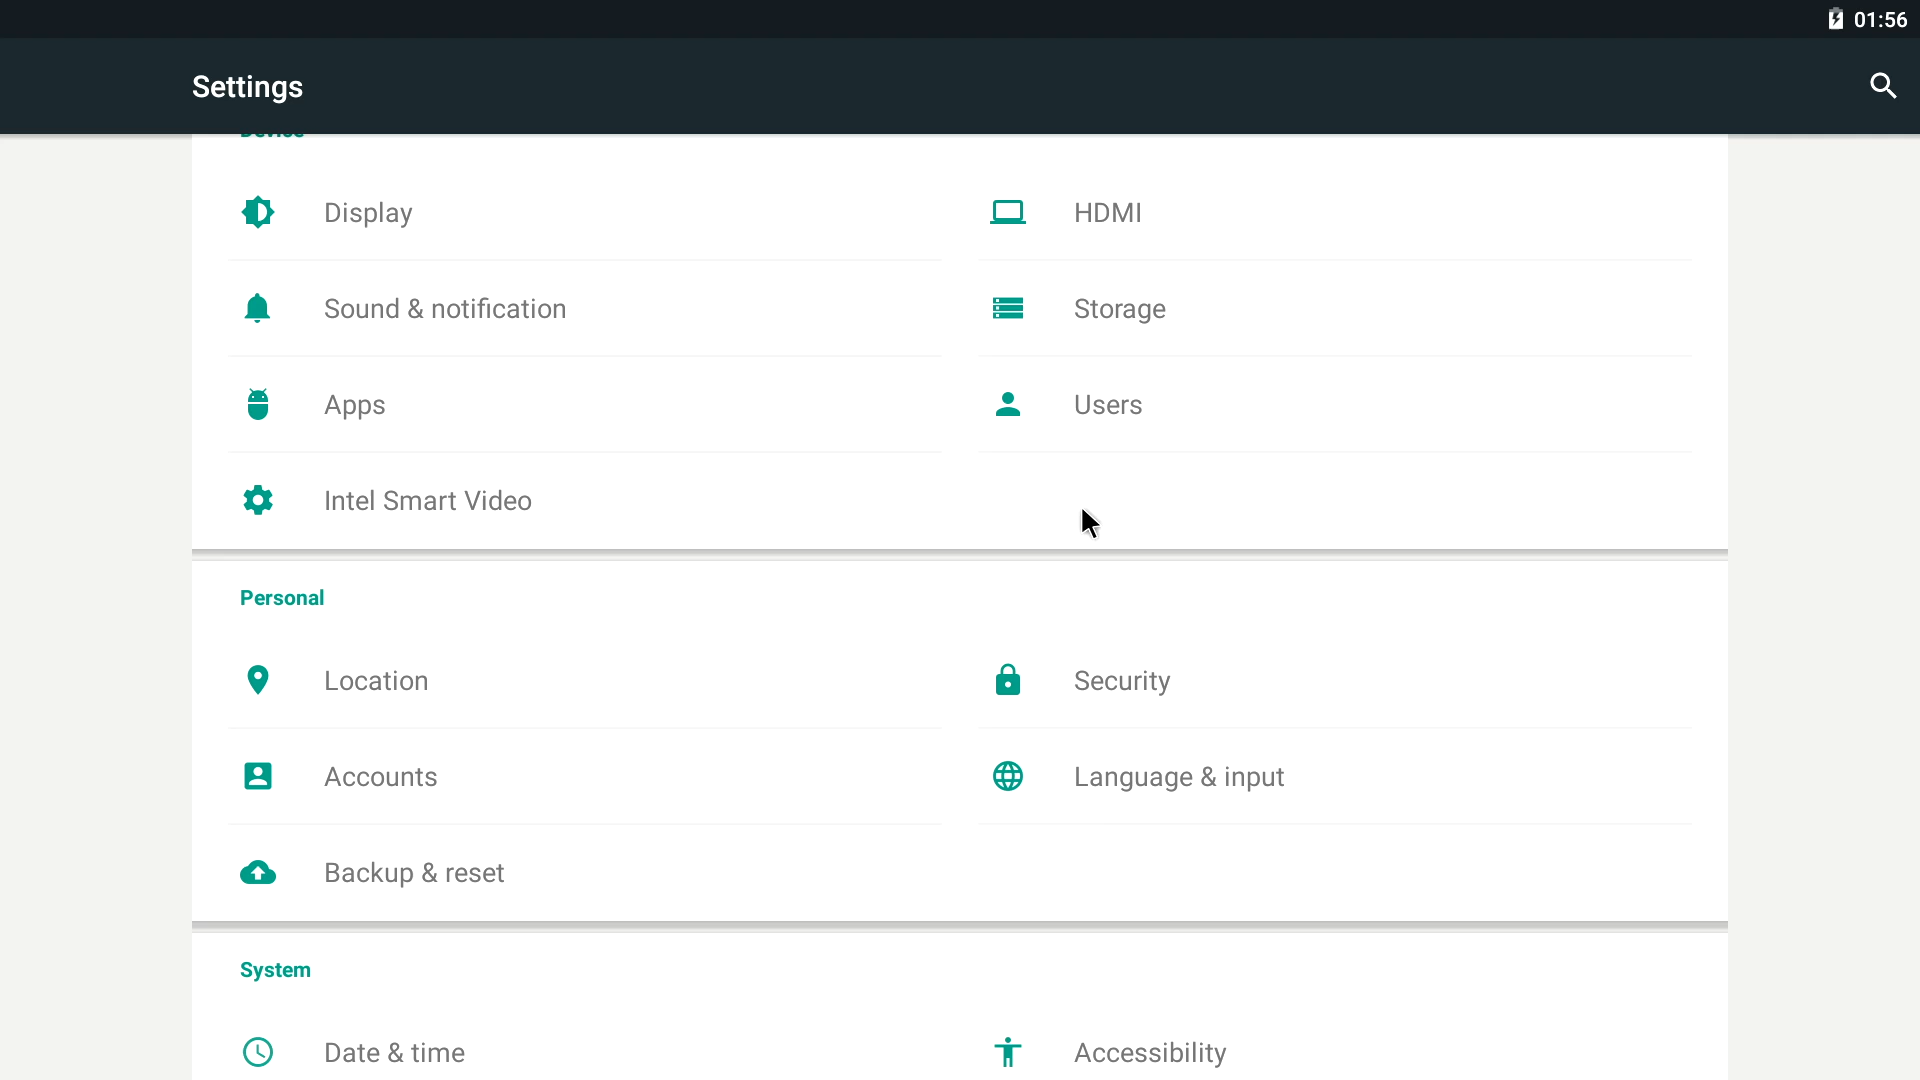 01:56
Settings
Device
Display
HDMI
Sound & notification
Storage
Apps
Users
Intel Smart Video
Personal
Location
Security
Accounts
Language & input
Backup & reset
System
Date & time
Accessibility